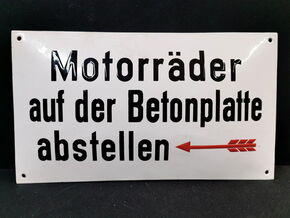 Motorräder
auf der Betonplatte
abstellen